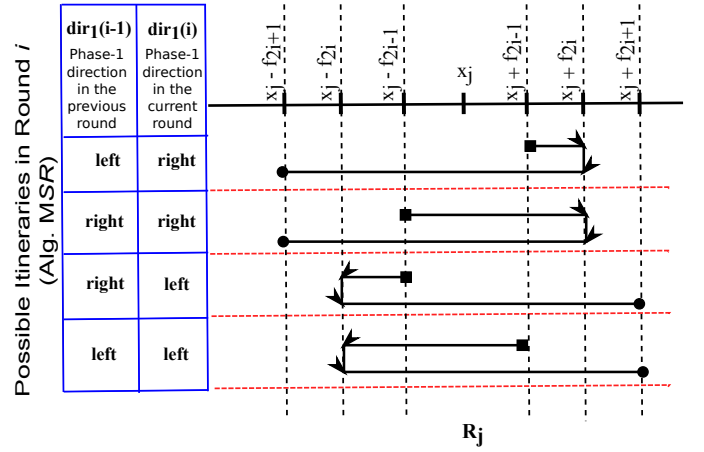 Possible Itineraries in Round i
(Alg. MSR)
dir1(i-1)
Phase-1
direction
in the
previous
round
dir1(i)
Phase-1
direction
in the
current
round
xj - f2i+1
xj - f2i
xj - f2i-1
xj
xj + f2i-1
xj + f2i
xj + f2i+1
left right
right right
right left
left left
Rj